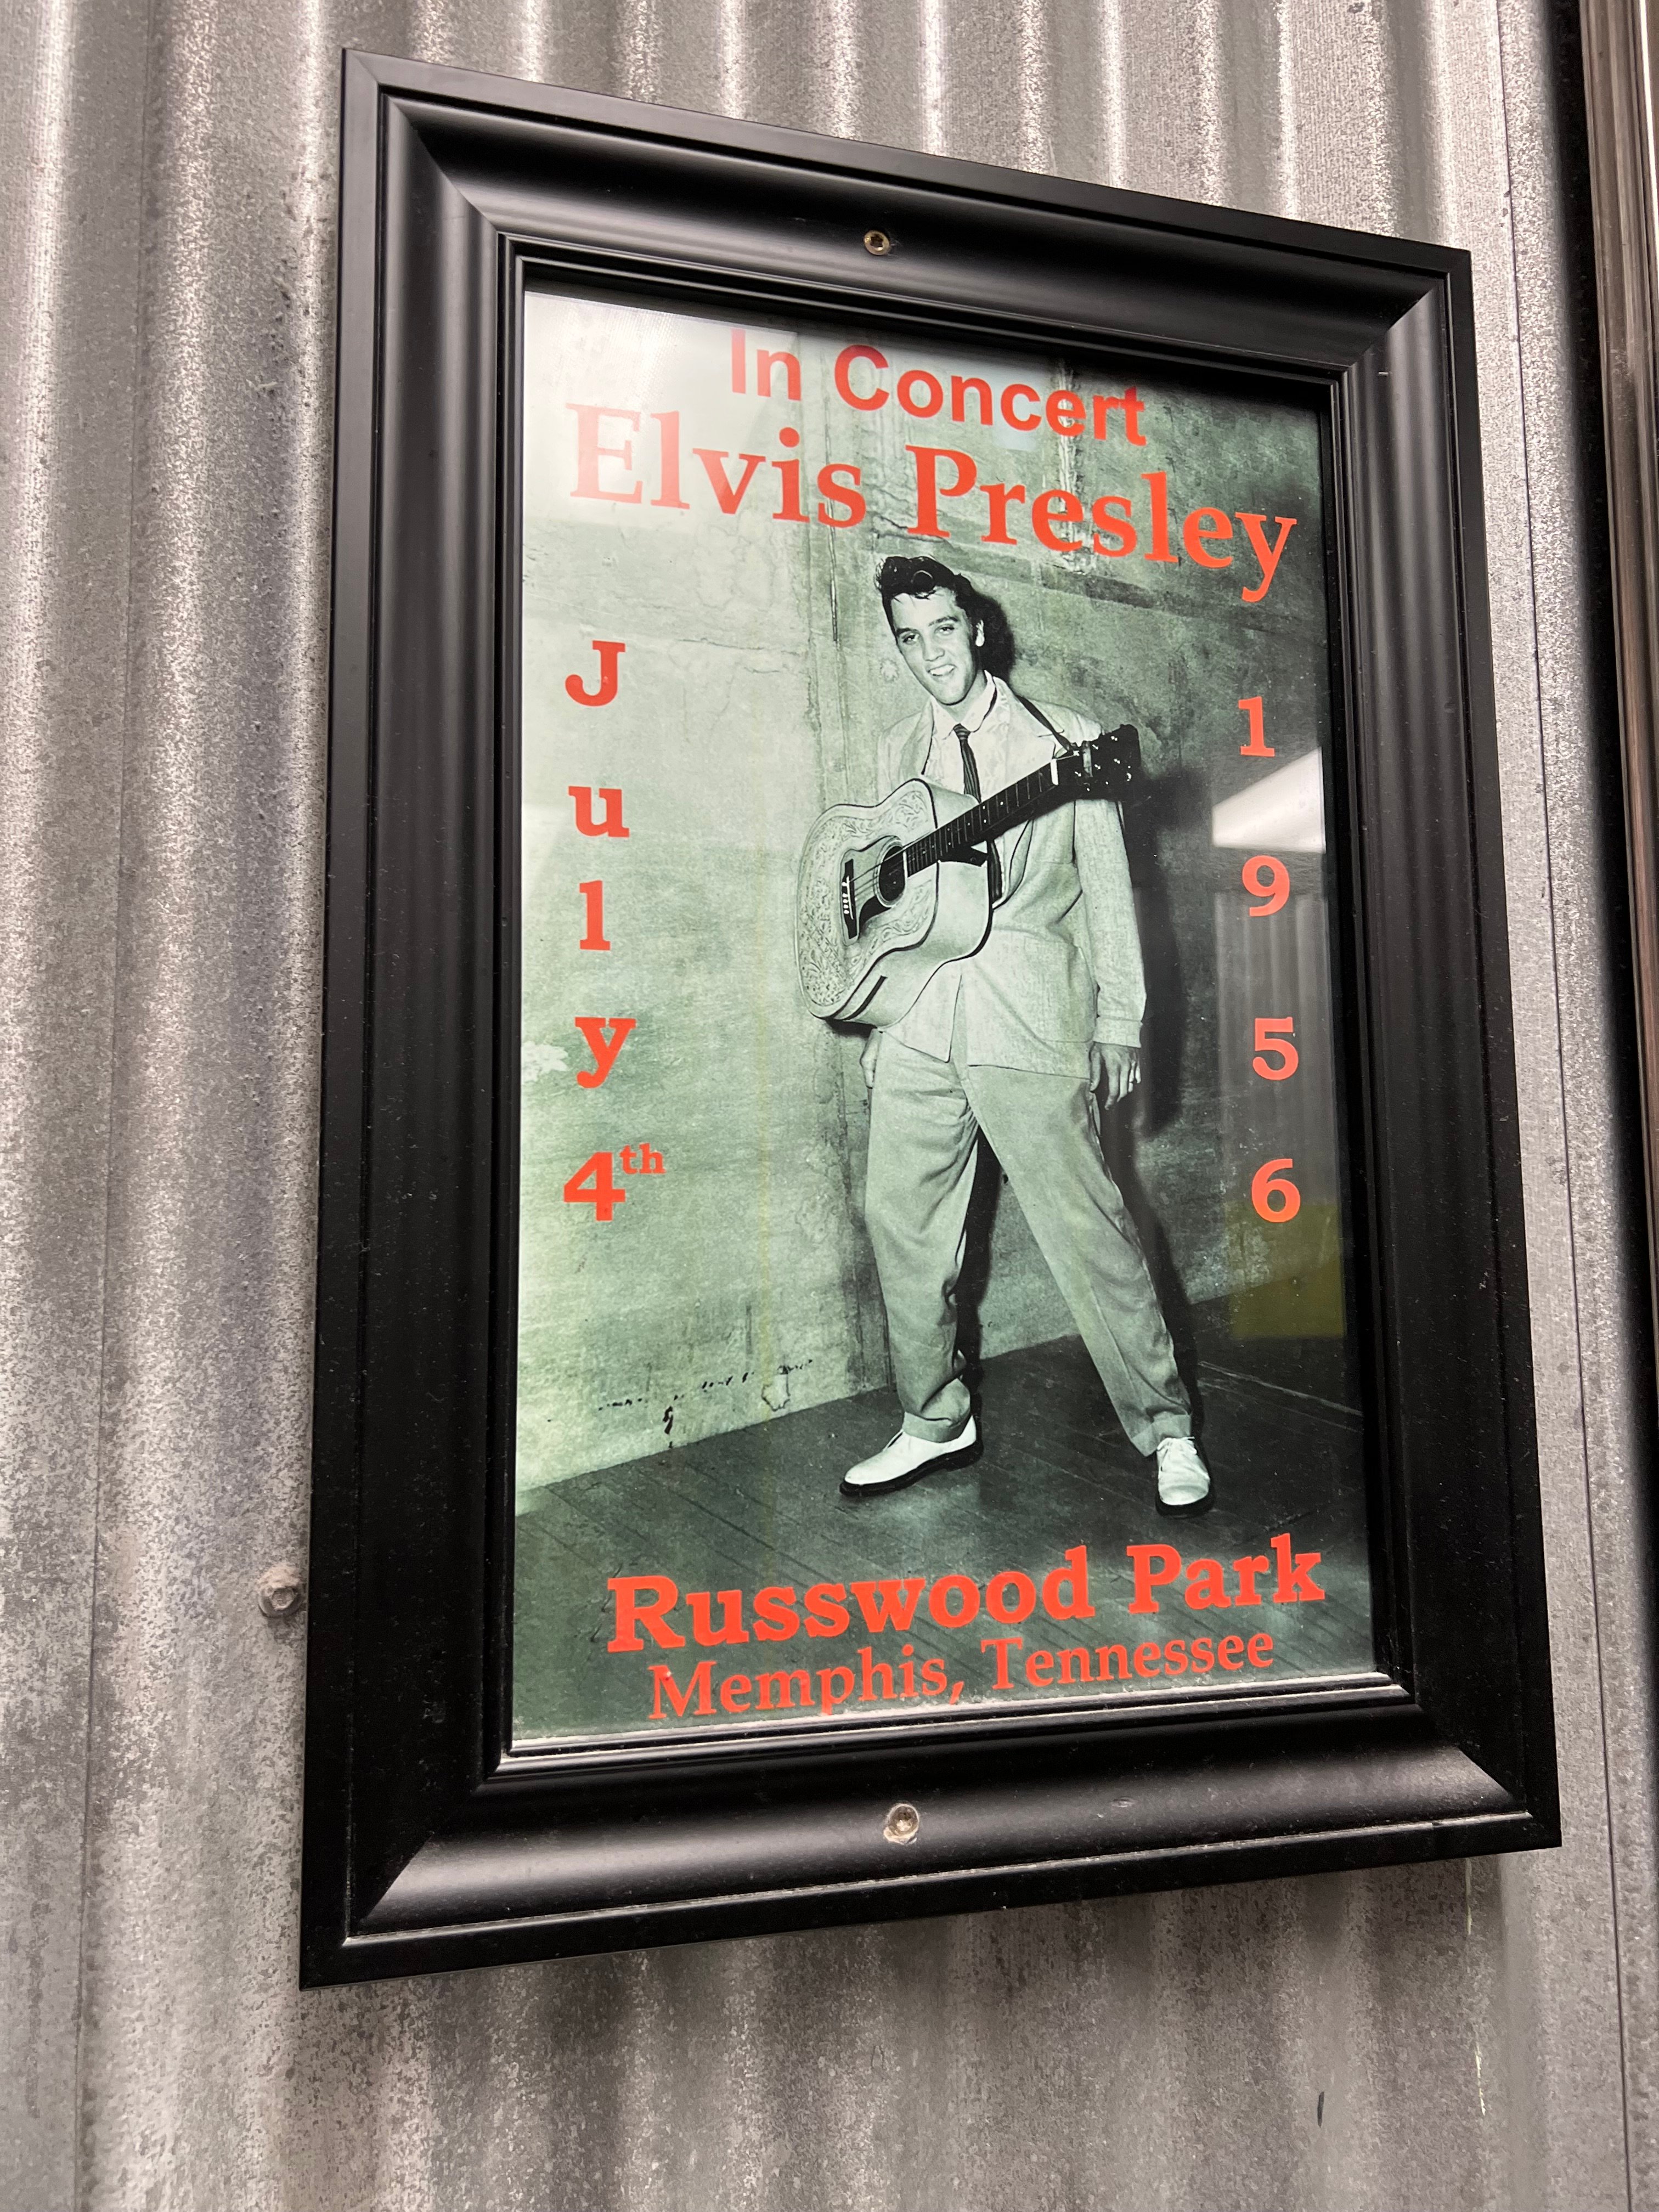 In Concert
Elvis Presley
July
4th
1956
Russwood Park
Memphis, Tennessee